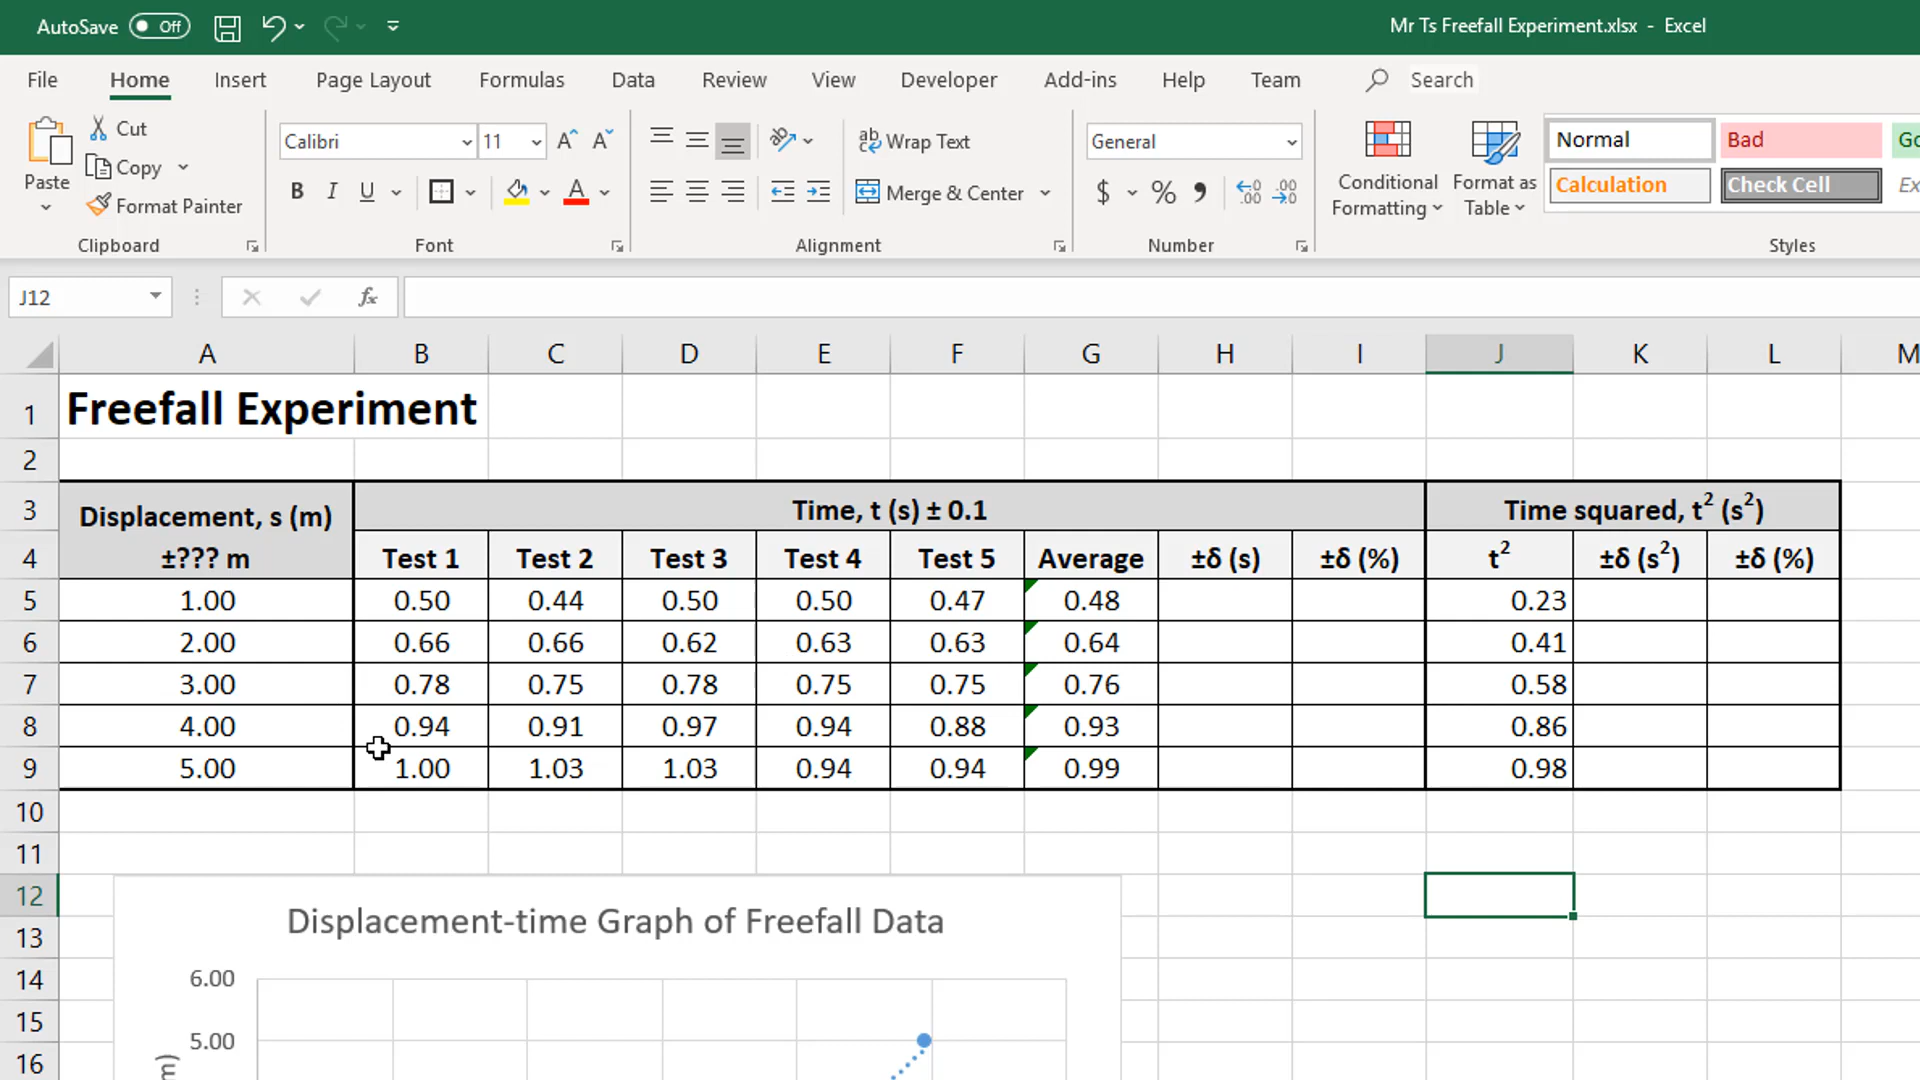 AutoSave Off
Mr Ts Freefall Experiment.xlsx - Excel
File Home Insert Page Layout Formulas Data Review View Developer Add-ins Help Team Search
Paste
Cut
Copy
Format Painter
Clipboard
Calibri 11
B I U
Font
Wrap Text
Merge & Center
Alignment
General
$ %
Number
Conditional Formatting
Format as Table
Normal Bad
Calculation Check Cell
Styles
J12
fx
A B C D E F G H I J K L M
1 Freefall Experiment
2
3 Displacement, s (m) Time, t (s) ± 0.1 Time squared, t² (s²)
4 ±??? m Test 1 Test 2 Test 3 Test 4 Test 5 Average ±δ (s) ±δ (%) t² ±δ (s²) ±δ (%)
5 1.00 0.50 0.44 0.50 0.50 0.47 0.48 0.23
6 2.00 0.66 0.66 0.62 0.63 0.63 0.64 0.41
7 3.00 0.78 0.75 0.78 0.75 0.75 0.76 0.58
8 4.00 0.94 0.91 0.97 0.94 0.88 0.93 0.86
9 5.00 1.00 1.03 1.03 0.94 0.94 0.99 0.98
10
11
12
13
14
15
16
Displacement-time Graph of Freefall Data
6.00
5.00
m)